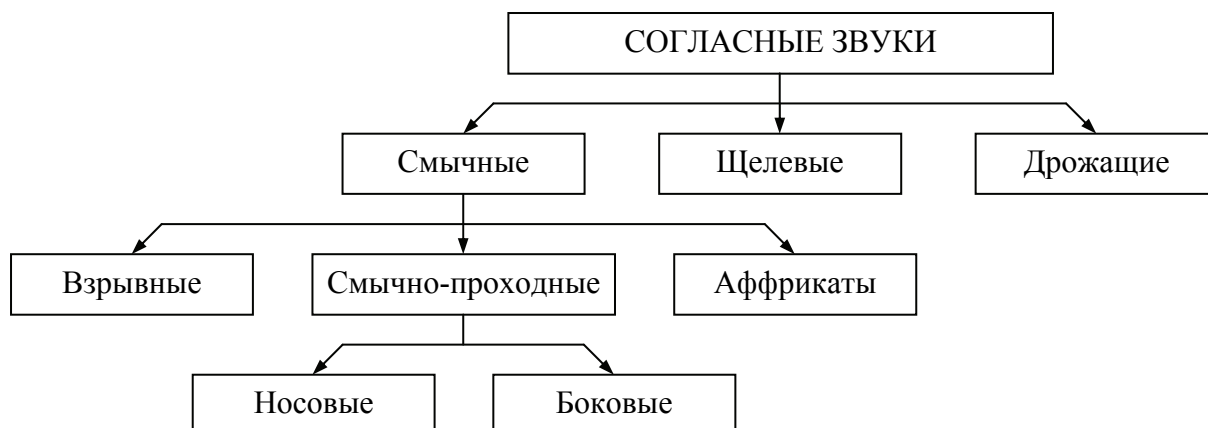 СОГЛАСНЫЕ ЗВУКИ
Смычные
Щелевые
Дрожащие
Взрывные
Смычно-проходные
Аффрикаты
Носовые
Боковые